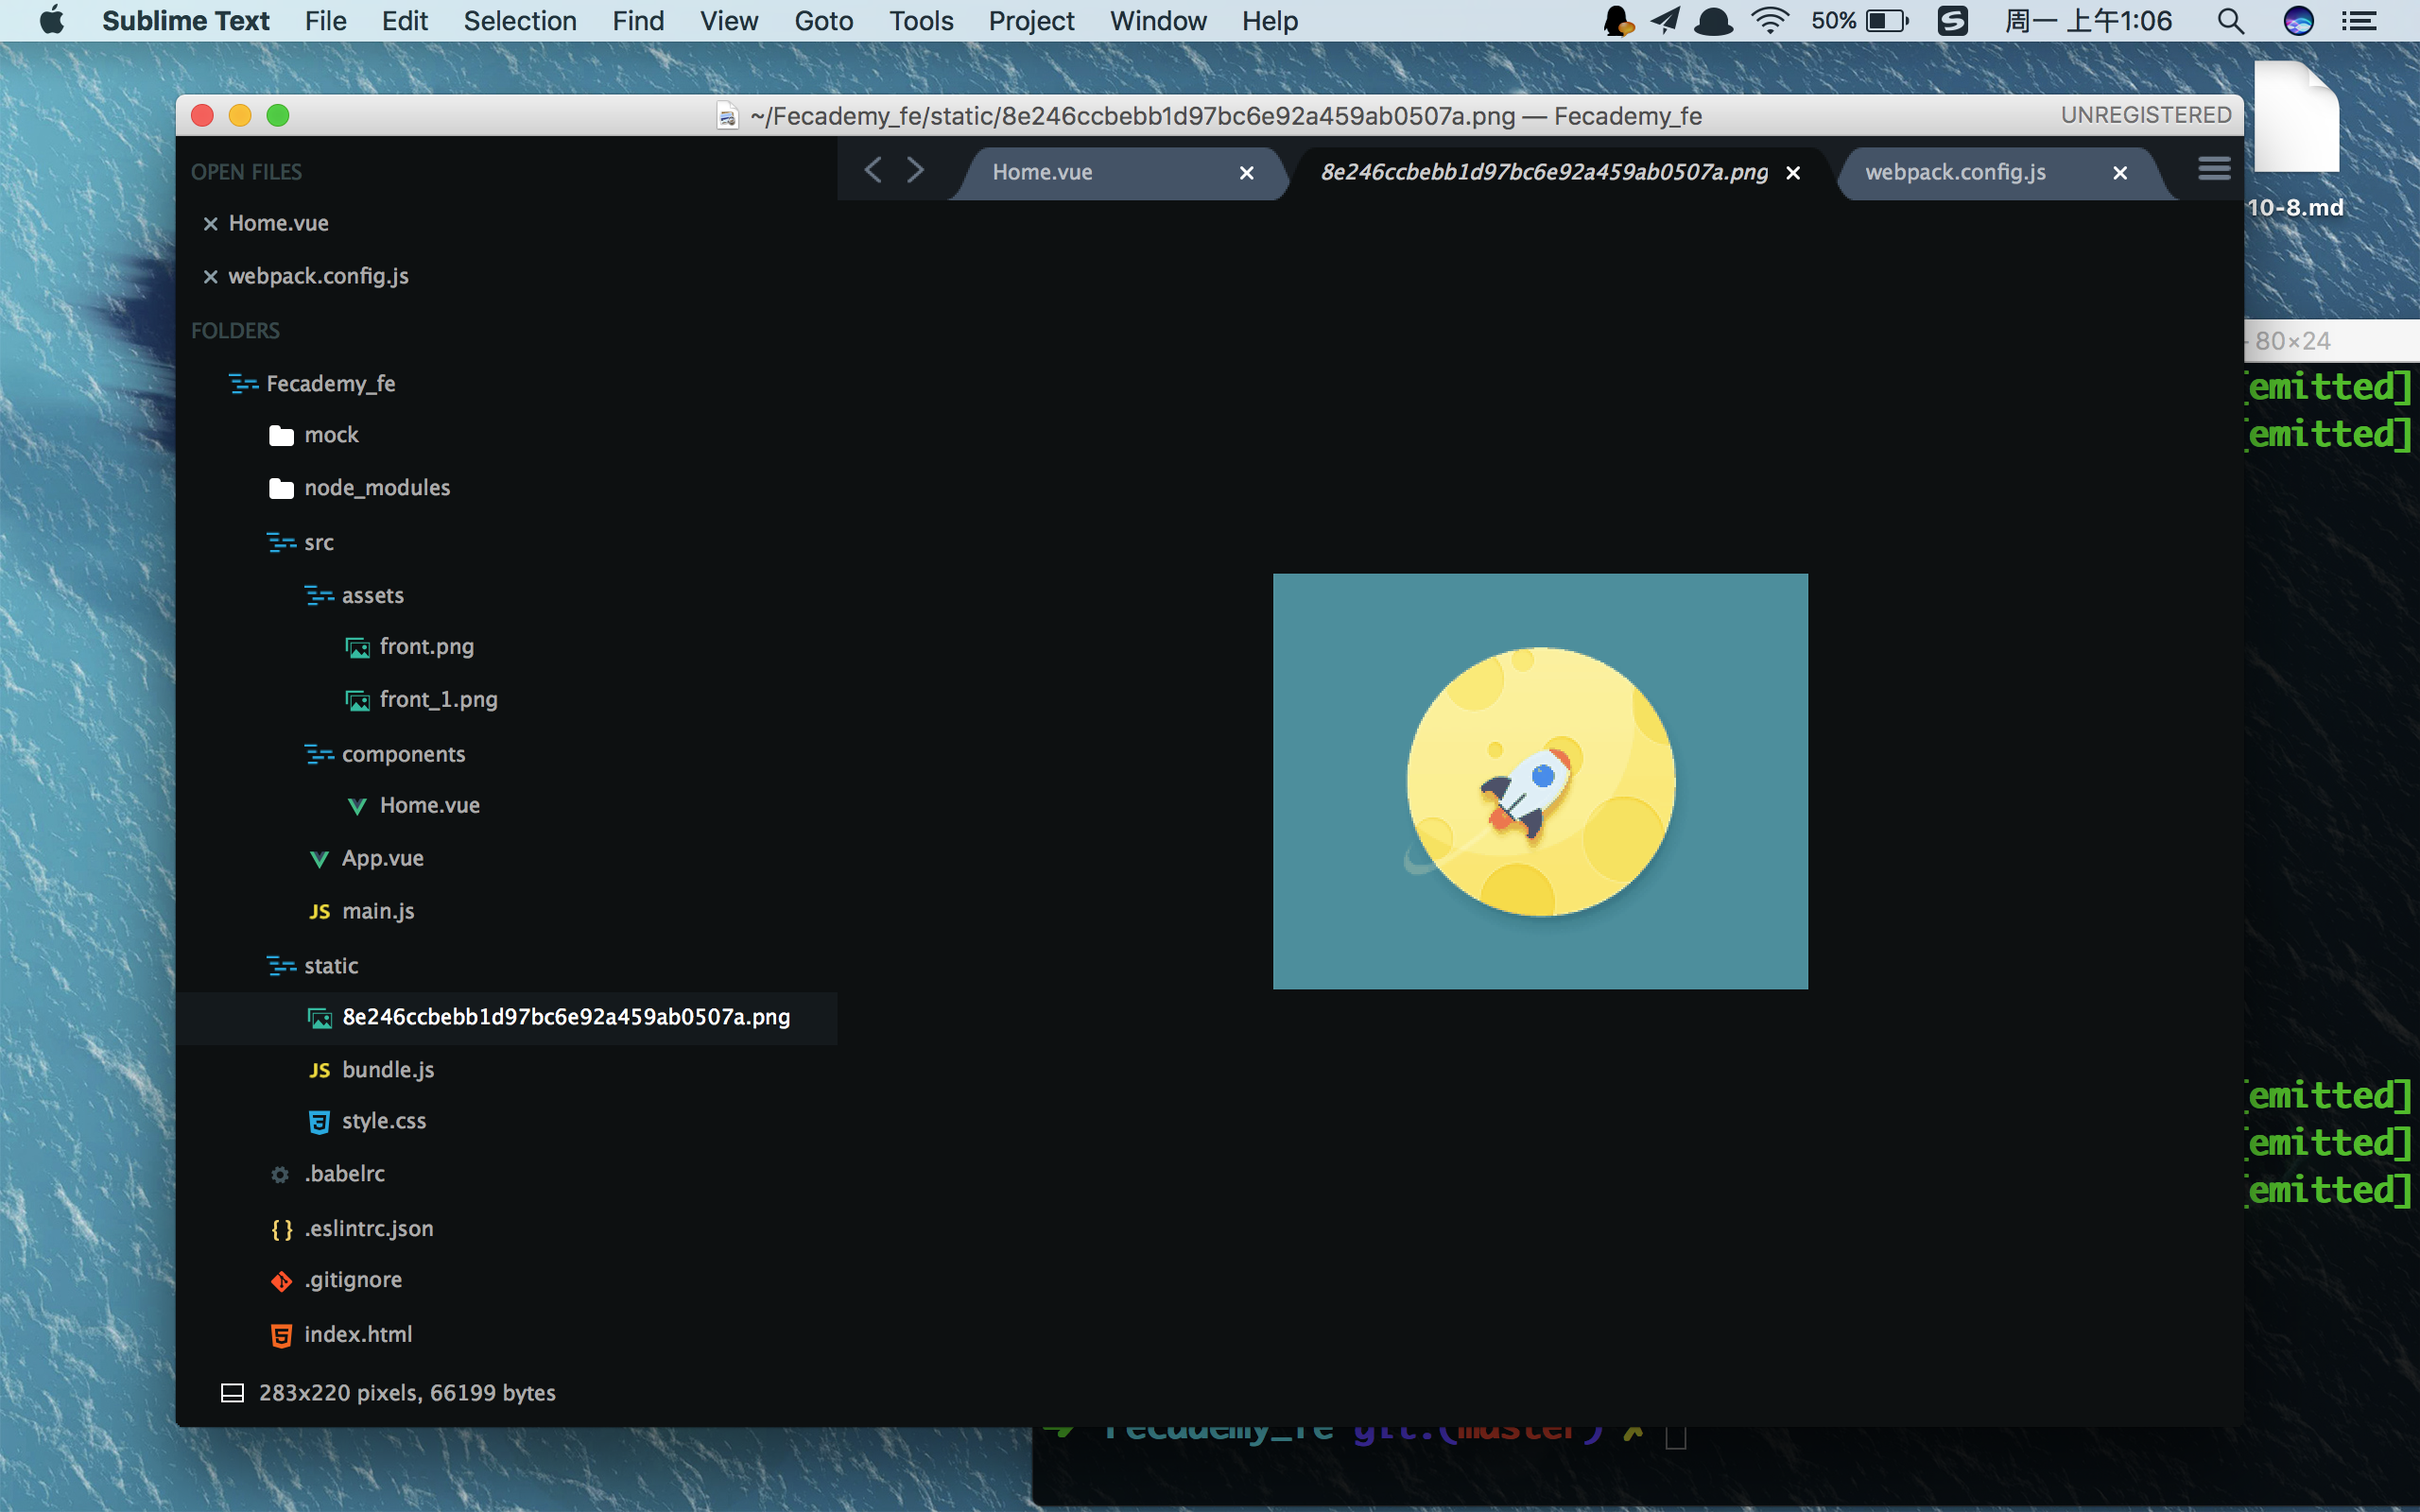 Sublime Text File Edit Selection Find View Goto Tools Project Window Help 50% 周一 上午1:06
~/Fecademy_fe/static/8e246ccbebb1d97bc6e92a459ab0507a.png — Fecademy_fe UNREGISTERED
10-8.md
Home.vue 8e246ccbebb1d97bc6e92a459ab0507a.png webpack.config.js
OPEN FILES
Home.vue
webpack.config.js
FOLDERS
Fecademy_fe
mock
node_modules
src
assets
front.png
front_1.png
components
Home.vue
App.vue
JS main.js
static
8e246ccbebb1d97bc6e92a459ab0507a.png
JS bundle.js
style.css
.babelrc
{ } .eslintrc.json
.gitignore
index.html
283x220 pixels, 66199 bytes
80×24
[emitted]
[emitted]
[emitted]
[emitted]
[emitted]
Fecademy_fe git:(master) ✗